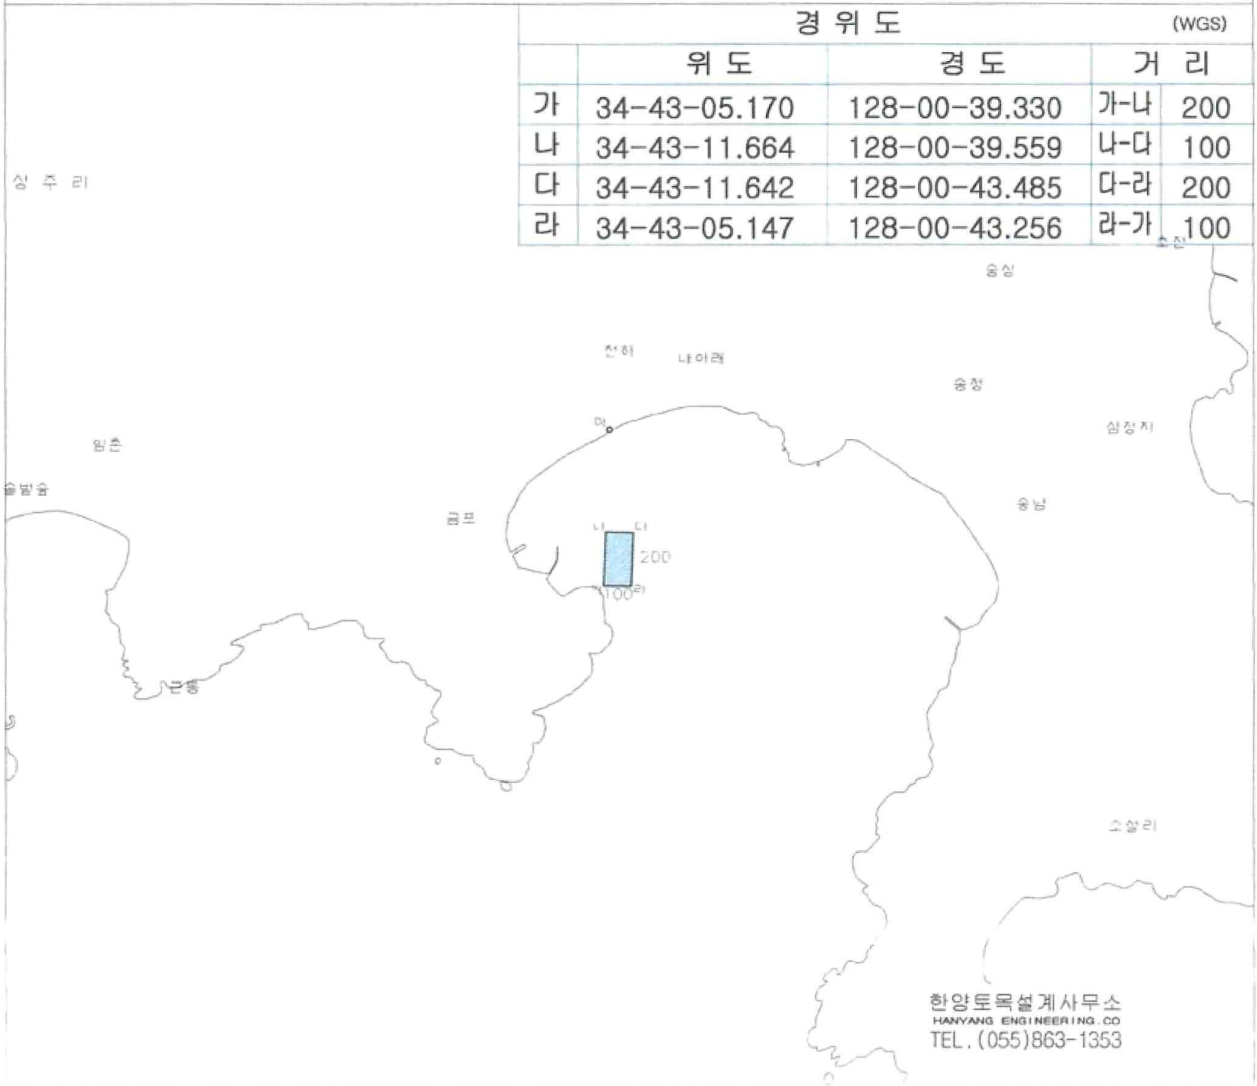 경 위 도 (WGS)
위 도 경 도 거 리
가 34-43-05.170 128-00-39.330 가-나 200
나 34-43-11.664 128-00-39.559 나-다 100
다 34-43-11.642 128-00-43.485 다-라 200
라 34-43-05.147 128-00-43.256 라-가 100
상 주 리
초전
천하
송정
금포
송남
나 다
200
100 라
한양토목설계사무소
HANYANG ENGINEERING.CO
TEL.(055)863-1353